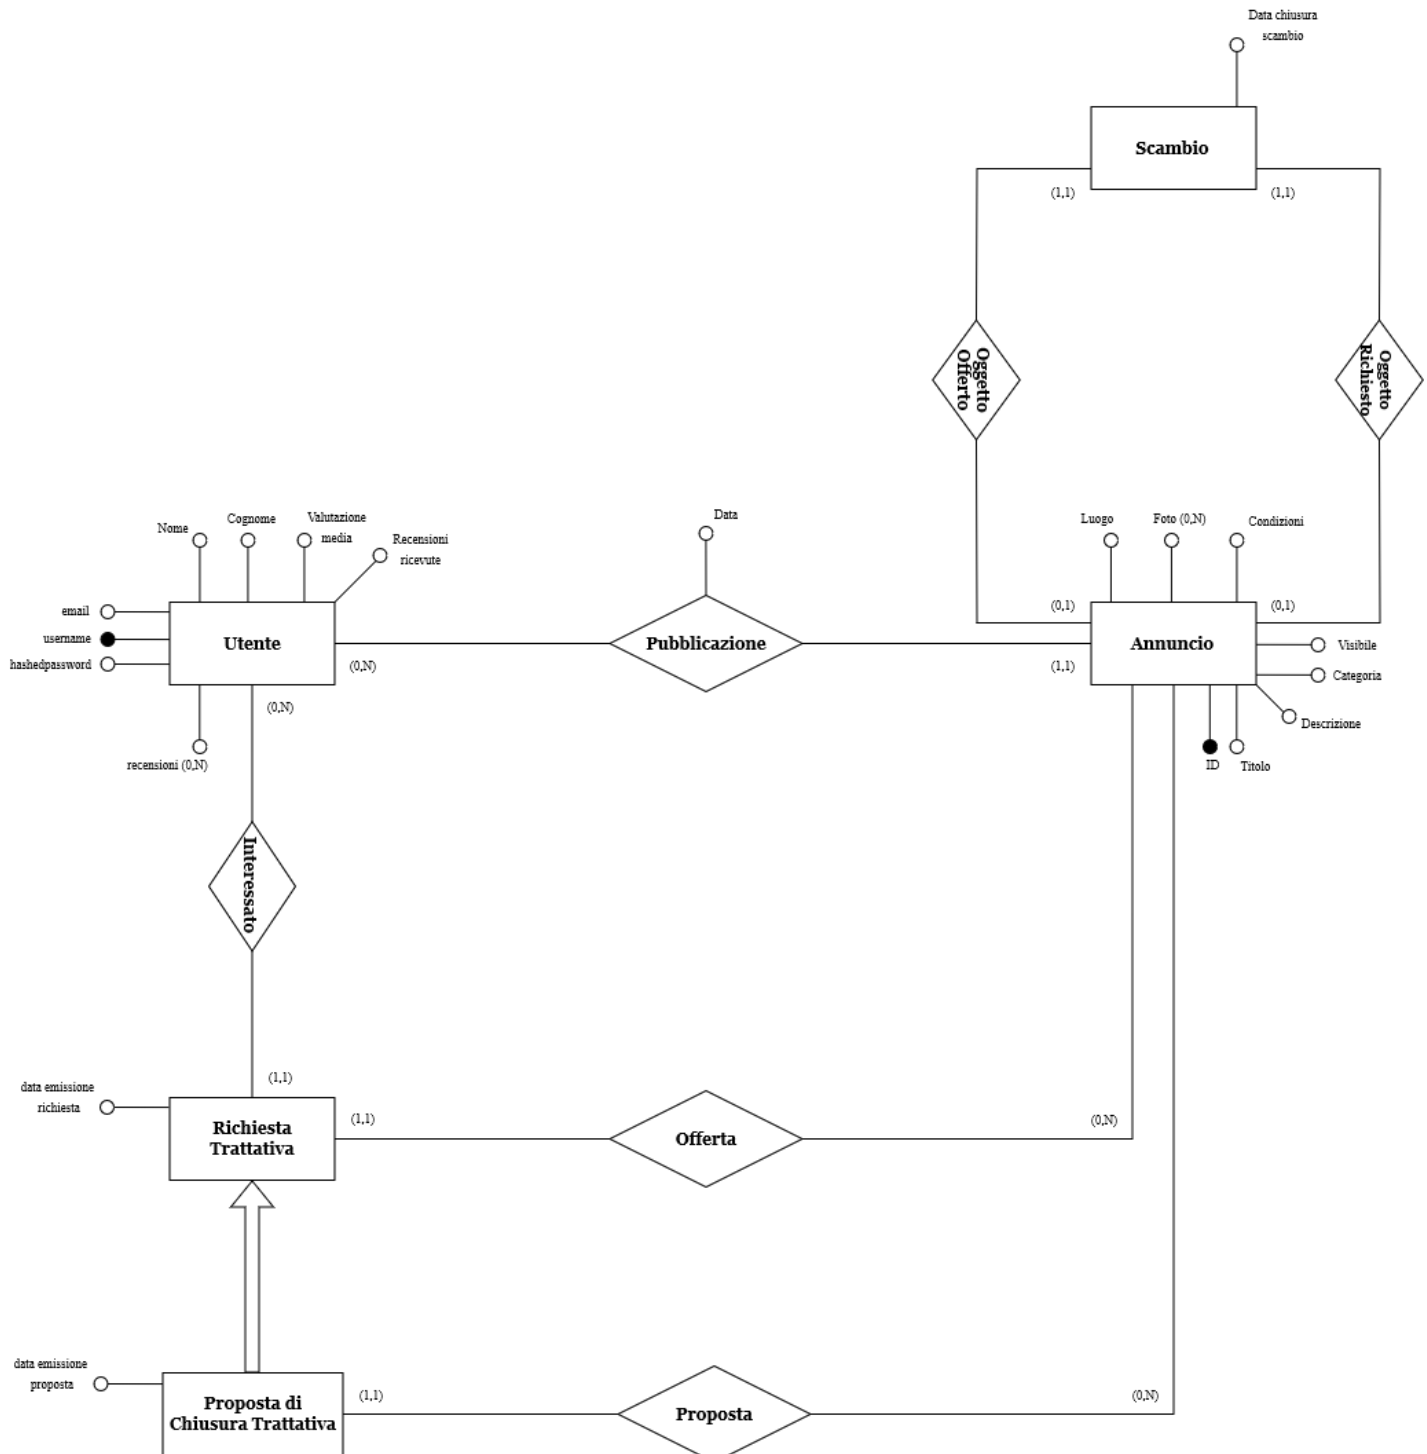 Data chiusura
scambio
Scambio
(1,1)
(1,1)
Oggetto
Offerto
Oggetto
Richiesto
Nome
Cognome
Valutazione
media
Recensioni
ricevute
Data
Luogo
Foto (0,N)
Condizioni
email
username
hashedpassword
Utente
(0,N)
(0,N)
recensioni (0,N)
Pubblicazione
(0,1)
(1,1)
Annuncio
(0,1)
Visibile
Categoria
Descrizione
ID
Titolo
Interessato
(1,1)
data emissione
richiesta
Richiesta
Trattativa
(1,1)
Offerta
(0,N)
data emissione
proposta
Proposta di
Chiusura Trattativa
(1,1)
Proposta
(0,N)